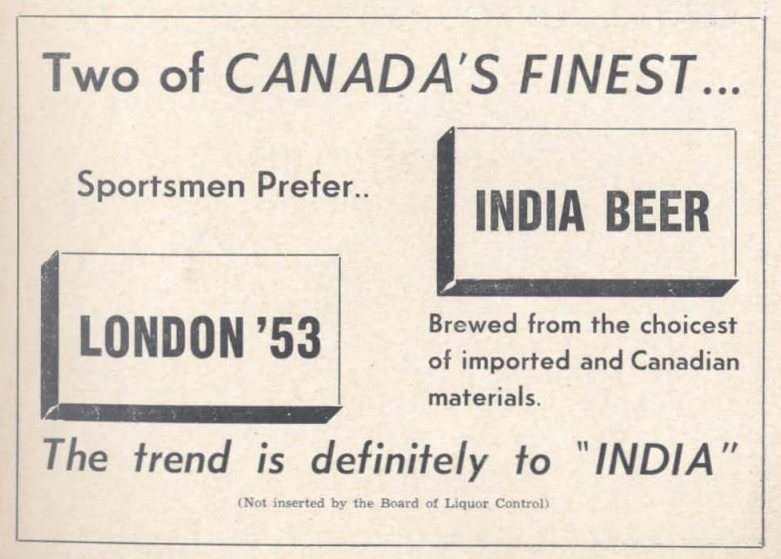 Two of CANADA'S FINEST...
Sportsmen Prefer..
LONDON '53
INDIA BEER
Brewed from the choicest
of imported and Canadian
materials.
The trend is definitely to "INDIA"
(Not inserted by the Board of Liquor Control)